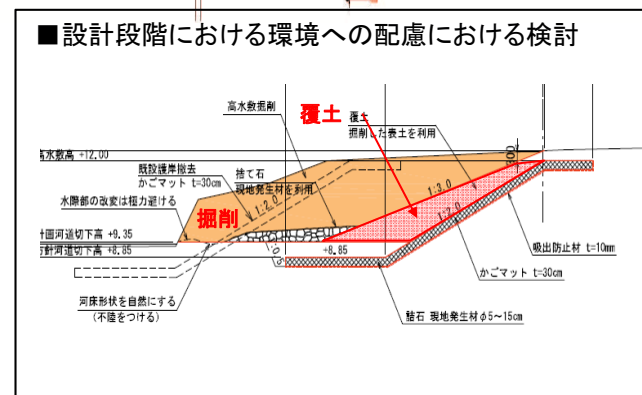 ■設計段階における環境への配慮における検討
高水敷掘削
覆土
覆土
掘削した表土を利用
高水敷高 +12.00
既設護岸撤去
かごマット t=30cm
捨て石
現地発生材を利用
300
水際部の改変は極力避ける
1:2.0
1:3.0
掘削
計画河道切下高 +9.35
方針河道切下高 +8.85
1:0.5
+8.85
1:2.0
吸出防止材 t=10mm
かごマット t=30cm
河床形状を自然にする
(不陸をつける)
詰石 現地発生材φ5~15cm